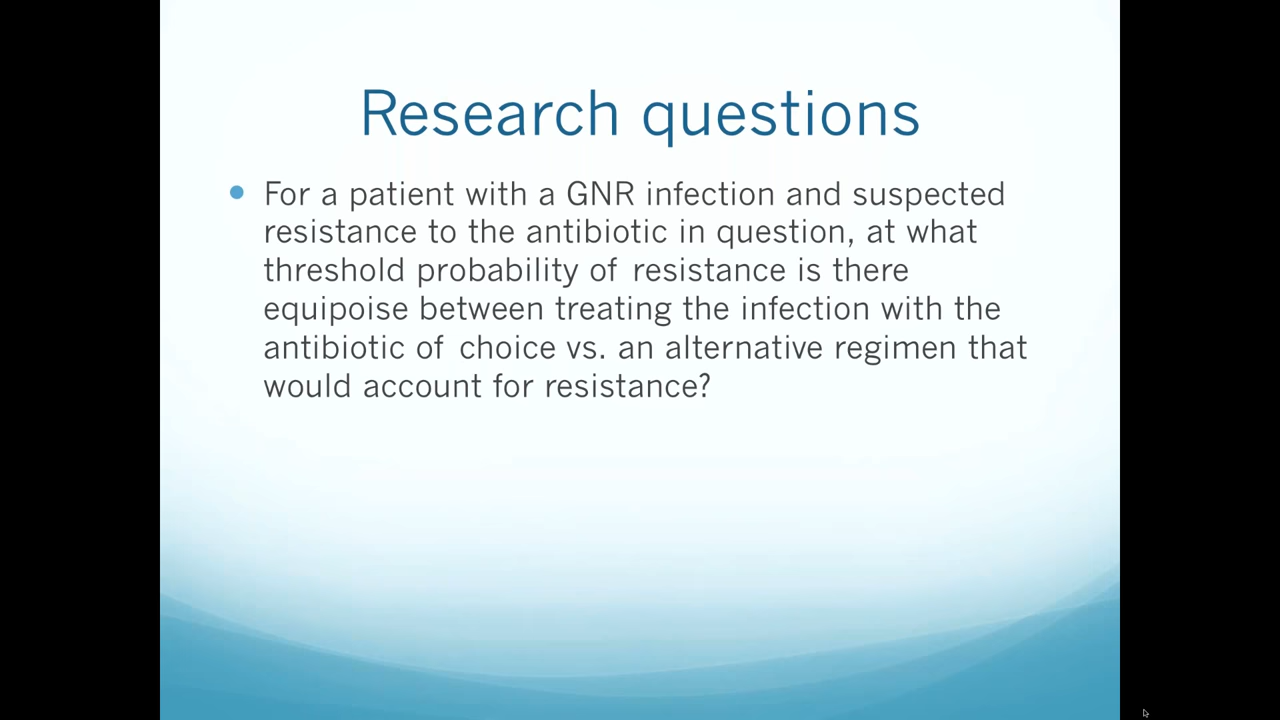 Research questions
For a patient with a GNR infection and suspected
resistance to the antibiotic in question, at what
threshold probability of resistance is there
equipoise between treating the infection with the
antibiotic of choice vs. an alternative regimen that
would account for resistance?